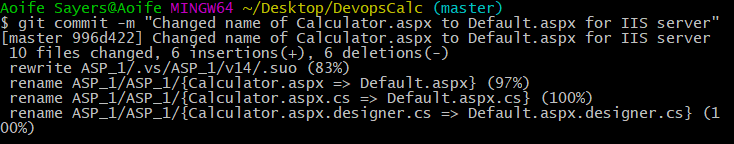 Aoife Sayers@Aoife MINGW64 ~/Desktop/DevopsCalc (master)
$ git commit -m "Changed name of Calculator.aspx to Default.aspx for IIS server"
[master 996d422] Changed name of Calculator.aspx to Default.aspx for IIS server
 10 files changed, 6 insertions(+), 6 deletions(-)
 rewrite ASP_1/.vs/ASP_1/v14/.suo (83%)
 rename ASP_1/ASP_1/{Calculator.aspx => Default.aspx} (97%)
 rename ASP_1/ASP_1/{Calculator.aspx.cs => Default.aspx.cs} (100%)
 rename ASP_1/ASP_1/{Calculator.aspx.designer.cs => Default.aspx.designer.cs} (1
00%)